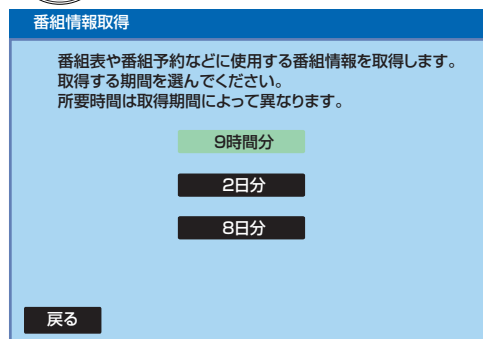 番組情報取得
番組表や番組予約などに使用する番組情報を取得します。
取得する期間を選んでください。
所要時間は取得期間によって異なります。
9時間分
2日分
8日分
戻る